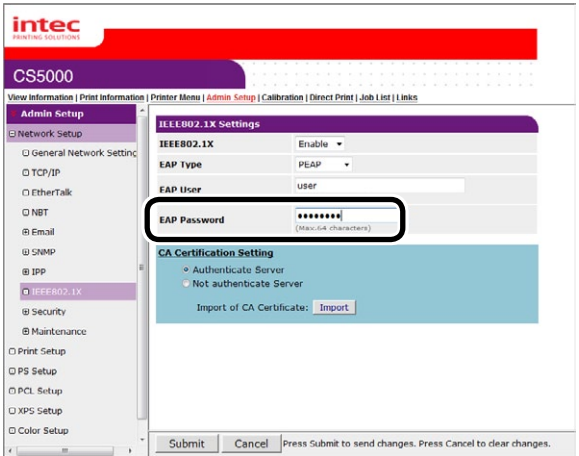 intec
PRINTING SOLUTIONS
CS5000
View Information | Print Information | Printer Menu | Admin Setup | Calibration | Direct Print | Job List | Links
Admin Setup
Network Setup
General Network Setting
TCP/IP
EtherTalk
NBT
Email
SNMP
IPP
IEEE802.1X
Security
Maintenance
Print Setup
PS Setup
PCL Setup
XPS Setup
Color Setup
IEEE802.1X Settings
IEEE802.1X Enable
EAP Type PEAP
EAP User user
EAP Password ••••••••
(Max.64 characters)
CA Certification Setting
Authenticate Server
Not authenticate Server
Import of CA Certificate: Import
Submit Cancel Press Submit to send changes. Press Cancel to clear changes.